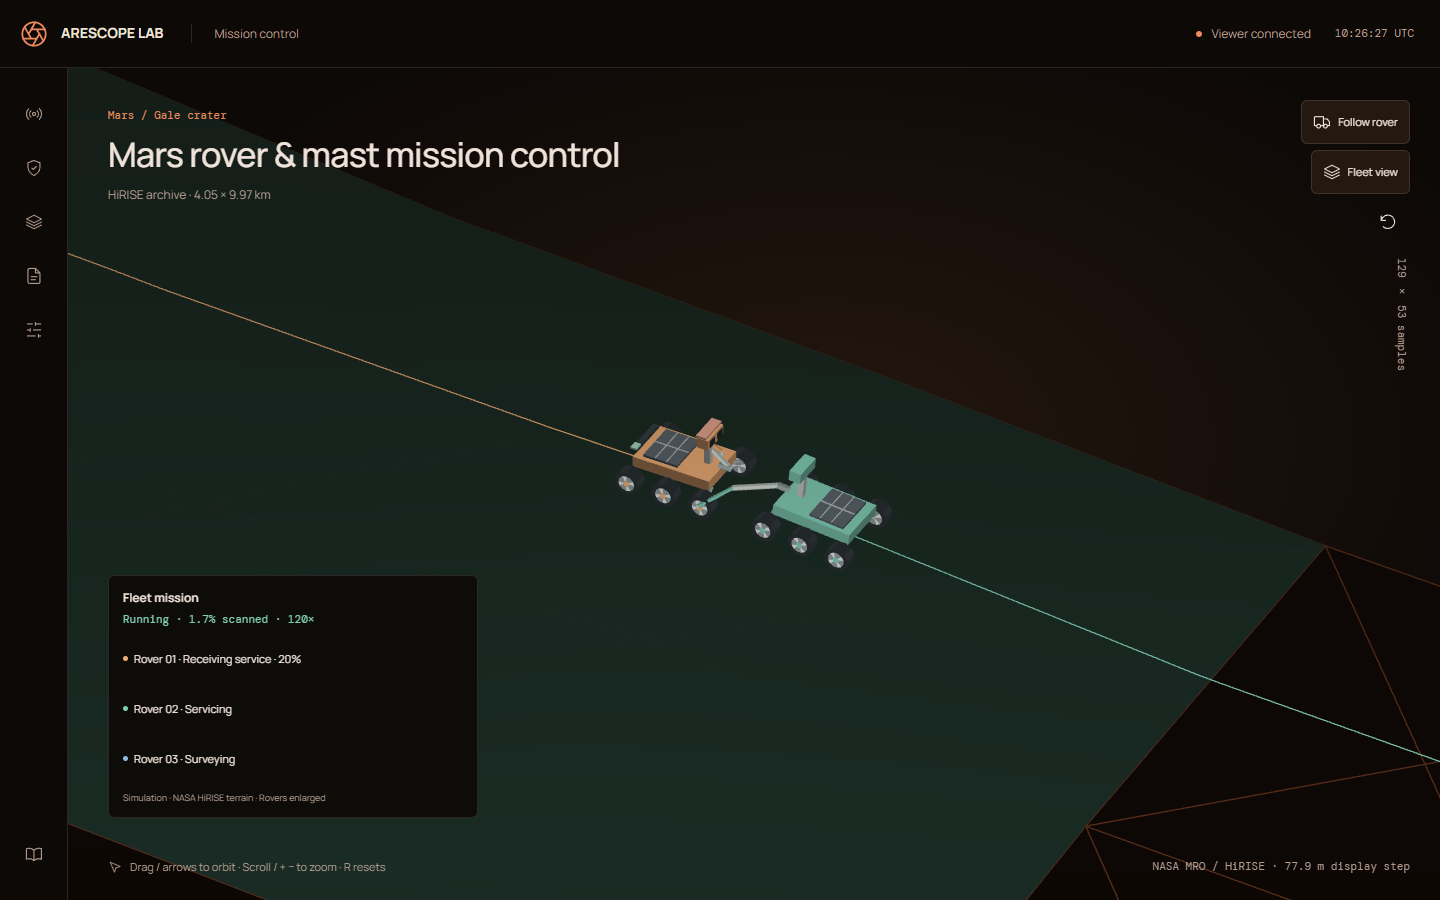 ARESCOPE LAB
Mission control
Viewer connected
10:26:27 UTC
Mars / Gale crater
Mars rover & mast mission control
HiRISE archive · 4.05 × 9.97 km
Follow rover
Fleet view
129 × 53 samples
Fleet mission
Running · 1.7% scanned · 120×
Rover 01 · Receiving service · 20%
Rover 02 · Servicing
Rover 03 · Surveying
Simulation · NASA HiRISE terrain · Rovers enlarged
Drag / arrows to orbit · Scroll / + − to zoom · R resets
NASA MRO / HiRISE · 77.9 m display step